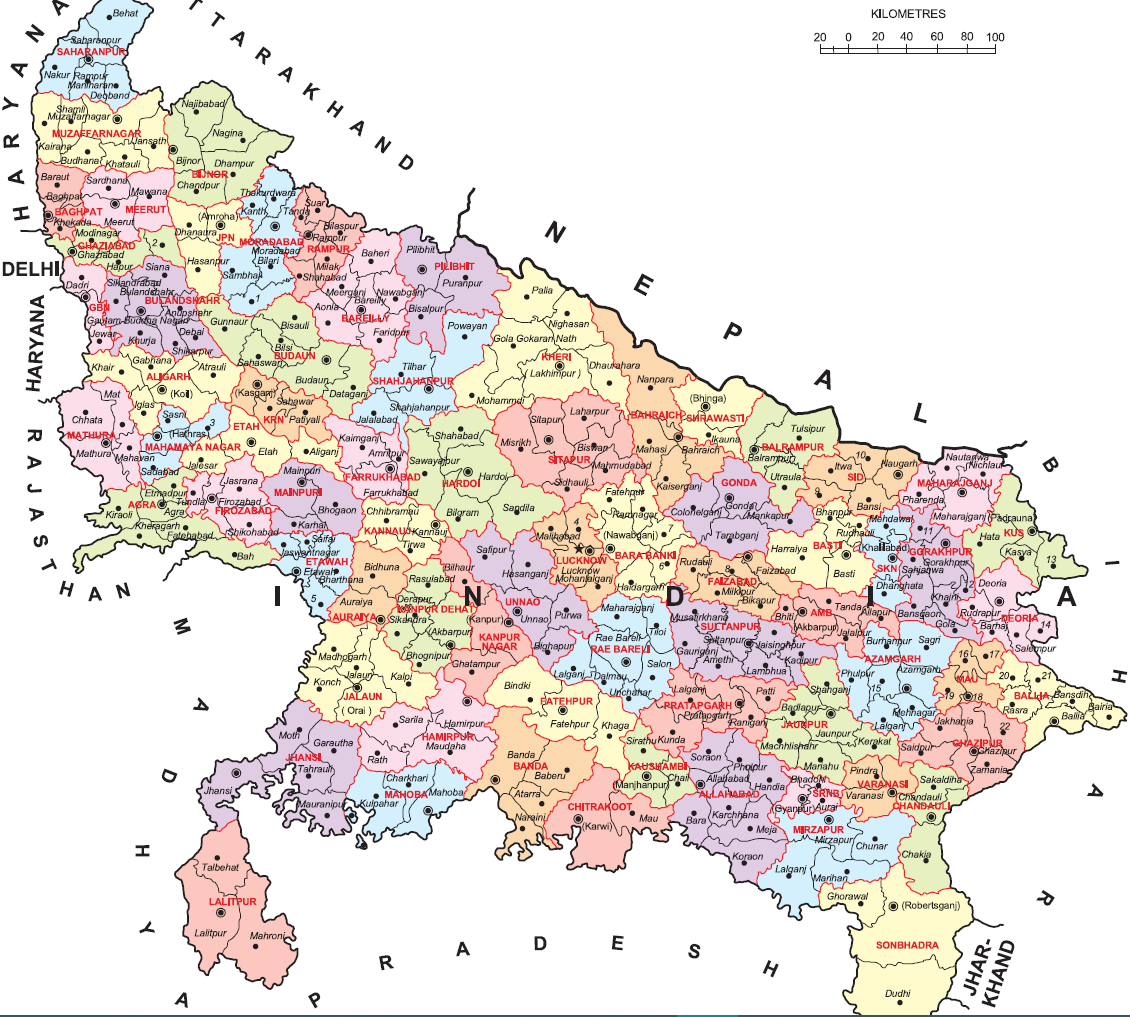 KILOMETRES
20 0 20 40 60 80 100
HARYANA
UTTARAKHAND
Behat
Saharanpur
SAHARANPUR
Nakur
Rampur
Maniharan
Deoband
Shamli
Muzaffarnagar
MUZAFFARNAGAR
Kairana
Jansath
Budhana
Khatauli
Najibabad
Nagina
Bijnor
Dhampur
BIJNOR
Chandpur
Baraut
Baghpat
BAGHPAT
Khekada
Sardhana
Mawana
MEERUT
Meerut
Modinagar
GHAZIABAD
Ghaziabad
Hapur
2
DELHI
HARYANA
RAJASTHAN
Thakurdwara
Kanth
(Amroha)
Dhanaura
JPN
Hasanpur
MORADABAD
Moradabad
Bilari
Sambhal
1
Suar
Tanda
Bilaspur
Rampur
RAMPUR
Milak
Shahabad
Baheri
Meerganj
Nawabganj
Bareilly
Aonla
BAREILLY
Faridpur
Pilibhit
PILIBHIT
Puranpur
Bisalpur
NEPAL
Dadri
GBN
Gautam Buddha Nagar
Jewar
Siana
Sikandrabad
Bulandshahr
BULANDSHAHR
Anupshahr
Debai
Khurja
Shikarpur
Gunnaur
Bisauli
Bilsi
BUDAUN
Sahaswan
Budaun
Dataganj
Powayan
Tilhar
SHAHJAHANPUR
Shahjahanpur
Jalalabad
Palia
Nighasan
Gola Gokaran Nath
KHERI
(Lakhimpur)
Dhaurahara
Mohammdi
Khair
Gabhana
Atrauli
ALIGARH
(Koil)
Iglas
(Kasganj)
Sahawar
KRN
Patiyali
ETAH
Etah
Aliganj
Jalesar
Mat
Chhata
MATHURA
Mathura
Mahavan
Sasni
(Hathras)
3
MAHAMAYA NAGAR
Sadabad
Etmadpur
AGRA
Agra
Kiraoli
Kheragarh
Fatehabad
Bah
Jasrana
Tundla
Firozabad
FIROZABAD
Shikohabad
Mainpuri
MAINPURI
Bhogaon
Karhal
Kaimganj
Amritpur
FARRUKHABAD
Farrukhabad
Shahabad
Sawayajpur
HARDOI
Hardoi
Bilgram
Sandila
Sitapur
Laharpur
Misrikh
Biswan
SITAPUR
Mahmudabad
Sidhauli
Nanpara
BAHRAICH
Mahasi
Bahraich
Kaiserganj
(Bhinga)
SHRAWASTI
Ikauna
Tulsipur
BALRAMPUR
Balrampur
Utraula
GONDA
Gonda
Colonelganj
Mankapur
Tarabganj
10
Itwa
Naugarh
SID
9
Bansi
Nautanwa
Nichlaul
MAHARAJGANJ
Pharenda
Maharajganj
(Padrauna)
KUS
Hata
Kasya
13
BIHAR
Saifai
Jaswantnagar
ETAWAH
Etawah
Bharthana
5
Chhibramau
KANNAUJ
Kannauj
Tirwa
Bidhuna
Auraiya
AURAIYA
Rasulabad
Derapur
KANPUR DEHAT
Sikandra
(Akbarpur)
Bhognipur
Bilhaur
(Kanpur)
KANPUR
NAGAR
Ghatampur
Safipur
Hasanganj
UNNAO
Unnao
Purwa
Bighapur
4
Malihabad
LUCKNOW
Lucknow
Mohanlalganj
Fatehpur
Ramnagar
7
(Nawabganj)
BARA BANKI
6
Haidargarh
Rudauli
8
Faizabad
FAIZABAD
Milkipur
Bikapur
Bhanpur
Rudhauli
BASTI
Harraiya
Basti
Mehdawal
(Khalilabad)
SKN
Dhanghata
11
GORAKHPUR
Gorakhpur
Sahjanwa
12
Khajni
Bansgaon
Gola
Deoria
Rudrapur
DEORIA
Barhaj
14
Salempur
I N D I A
Maharajganj
Rae Bareli
Tiloi
RAE BARELI
Salon
Lalganj
Dalmau
Unchahar
Musafirkhana
SULTANPUR
Sultanpur
Jaisinghpur
Gauriganj
Kadipur
Amethi
Lambhua
Tanda
Bhiti
AMB
Allapur
(Akbarpur)
Jalalpur
Burhanpur
Sagri
AZAMGARH
Azamgarh
Phulpur
15
Mehnagar
Lalganj
16
17
MAU
19
18
20
21
BALLIA
Bansdih
Rasra
Bairia
Ballia
Jakhania
22
GHAZIPUR
Saidpur
Ghazipur
Zamania
Madhogarh
Jalaun
Konch
Kalpi
JALAUN
(Orai)
Sarila
Hamirpur
HAMIRPUR
Maudaha
Rath
Bindki
FATEHPUR
Fatehpur
Khaga
Lalganj
Patti
PRATAPGARH
Pratapgarh
Raniganj
Kunda
Shahganj
Badlapur
JAUNPUR
Jaunpur
Machhlishahr
Kerakat
Mariahu
Moth
Garautha
JHANSI
Tahrauli
Jhansi
Mauranipur
Charkhari
Mahoba
Kulpahar
MAHOBA
Banda
BANDA
Baberu
Atarra
Naraini
Sirathu
KAUSHAMBI
Chail
(Manjhanpur)
CHITRAKOOT
(Karwi)
Mau
Soraon
Phulpur
Allahabad
Handia
ALLAHABAD
Karchhana
Bara
Meja
Koraon
Bhadohi
SRNB
(Gyanpur)
Aurai
Pindra
VARANASI
Varanasi
Sakaldiha
Chandauli
CHANDAULI
Chakia
MIRZAPUR
Mirzapur
Chunar
Lalganj
Marihan
Ghorawal
(Robertsganj)
SONBHADRA
Dudhi
JHAR-
KHAND
Talbehat
LALITPUR
Lalitpur
Mahroni
MADHYA PRADESH